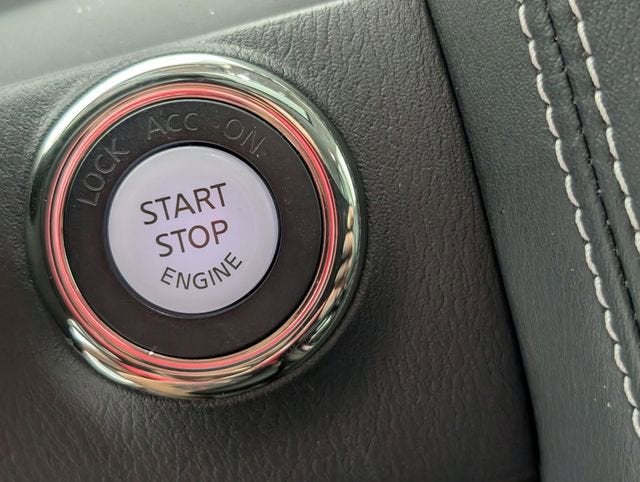 LOCK ACC ON
START
STOP
ENGINE